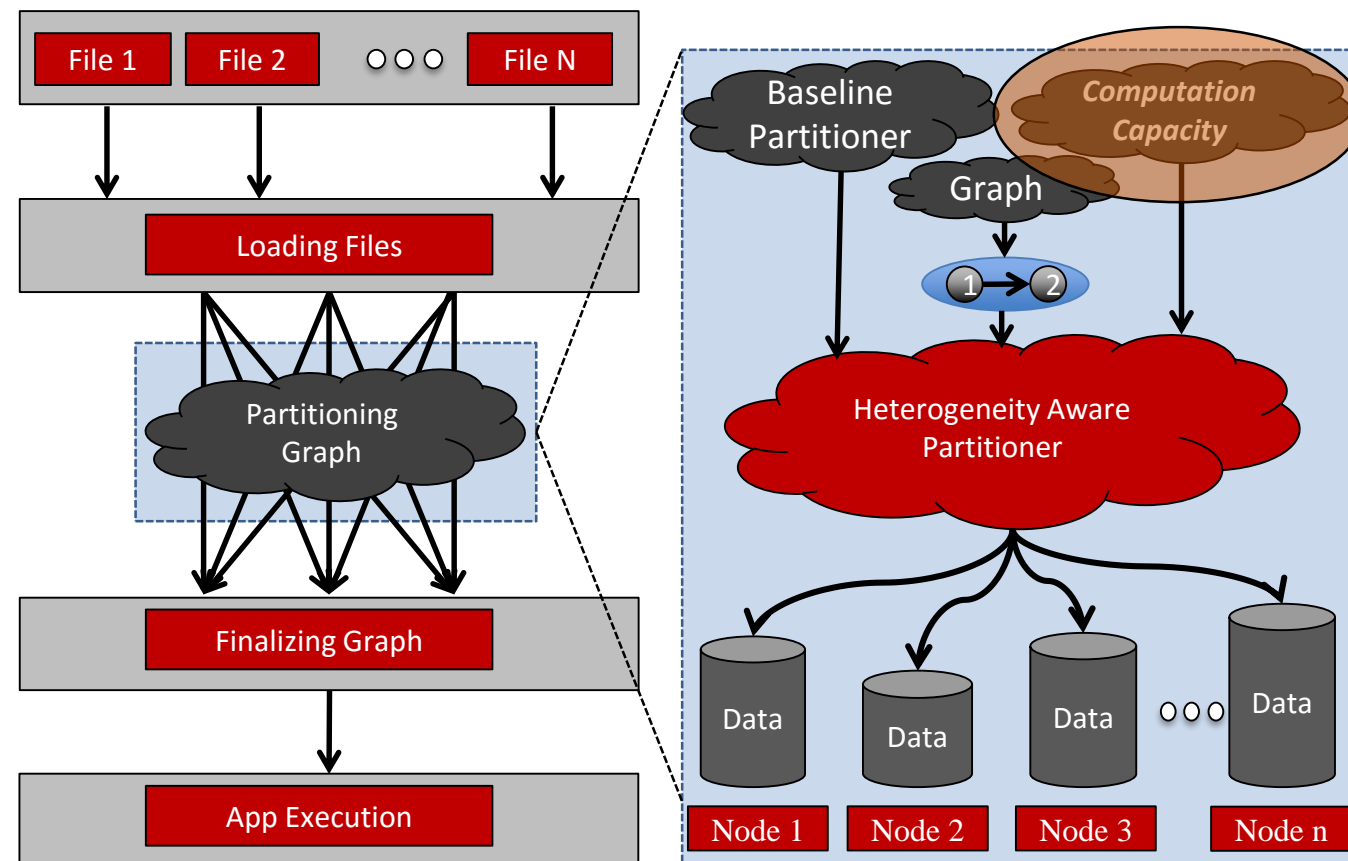 File 1
File 2
File N
Loading Files
Partitioning
Graph
Finalizing Graph
App Execution
Baseline
Partitioner
Computation
Capacity
Graph
1
2
Heterogeneity Aware
Partitioner
Data
Data
Data
Data
Node 1
Node 2
Node 3
Node n